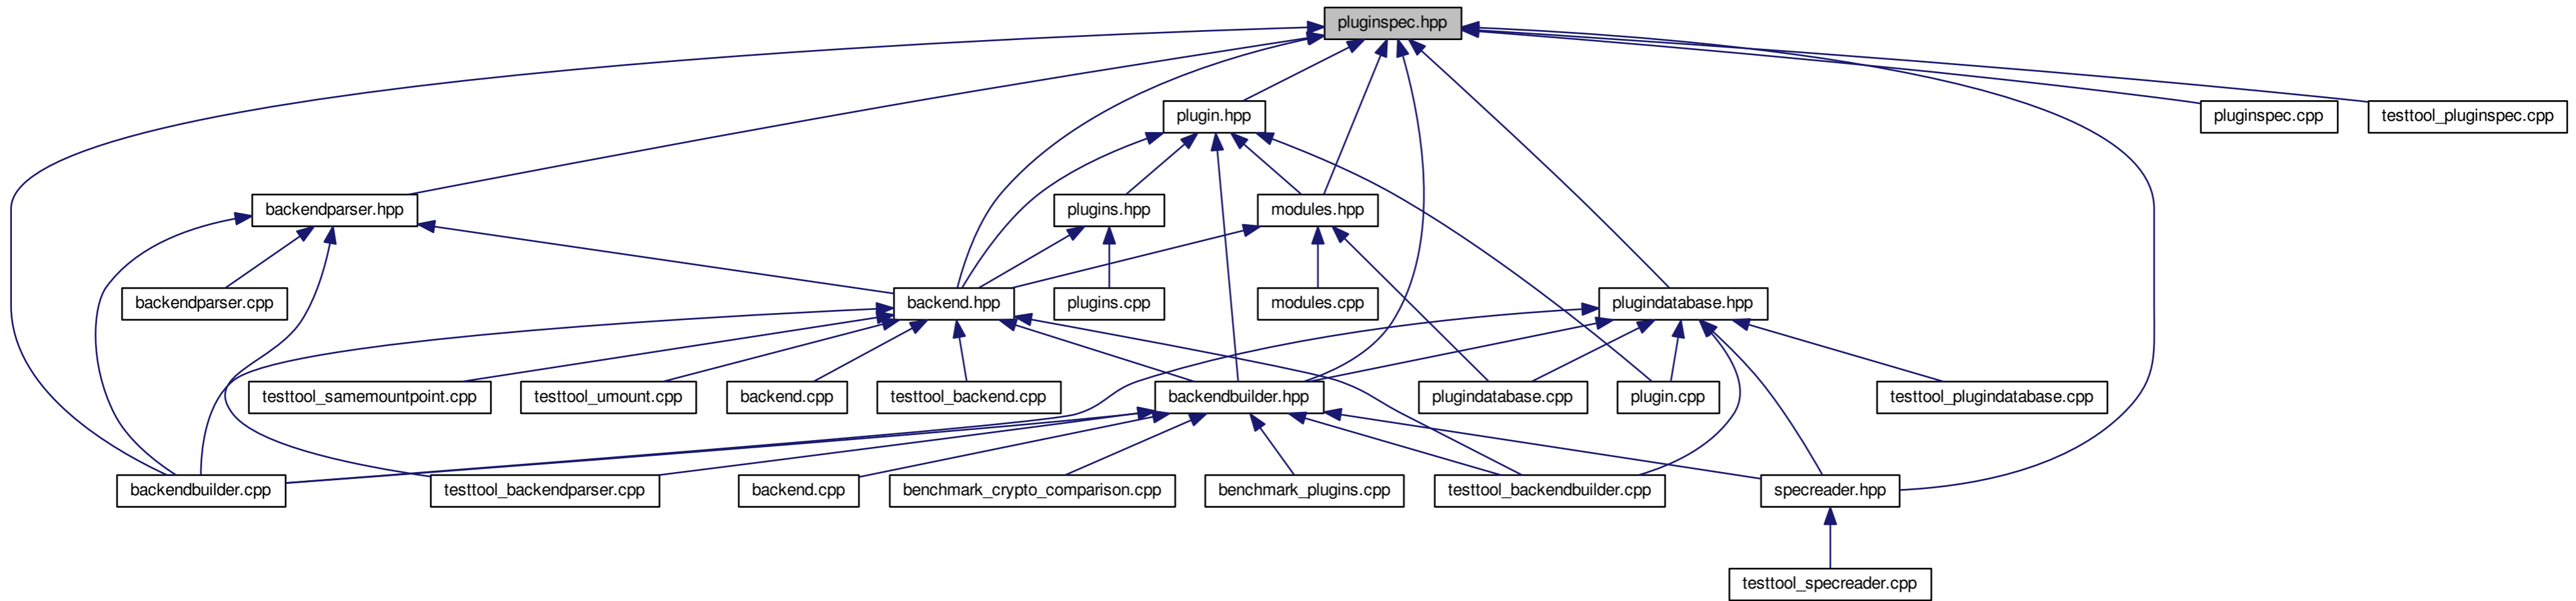 pluginspec.hpp
plugin.hpp
pluginspec.cpp
testtool_pluginspec.cpp
backendparser.hpp
plugins.hpp
modules.hpp
backendparser.cpp
backend.hpp
plugins.cpp
modules.cpp
plugindatabase.hpp
testtool_samemountpoint.cpp
testtool_umount.cpp
backend.cpp
testtool_backend.cpp
backendbuilder.hpp
plugindatabase.cpp
plugin.cpp
testtool_plugindatabase.cpp
backendbuilder.cpp
testtool_backendparser.cpp
backend.cpp
benchmark_crypto_comparison.cpp
benchmark_plugins.cpp
testtool_backendbuilder.cpp
specreader.hpp
testtool_specreader.cpp